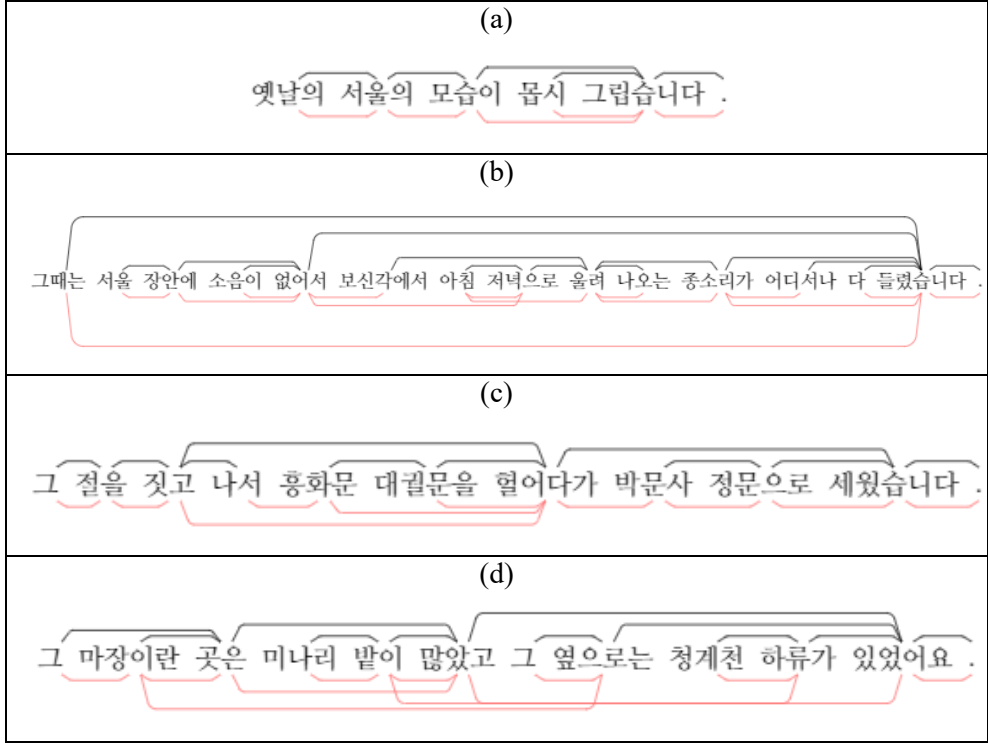 (a)
옛날의 서울의 모습이 몹시 그립습니다 .
(b)
그때는 서울 장안에 소음이 없어서 보신각에서 아침 저녁으로 울려 나오는 종소리가 어디서나 다 들렸습니다 .
(c)
그 절을 짓고 나서 흥화문 대궐문을 헐어다가 박문사 정문으로 세웠습니다 .
(d)
그 마장이란 곳은 미나리 밭이 많았고 그 옆으로는 청계천 하류가 있었어요 .